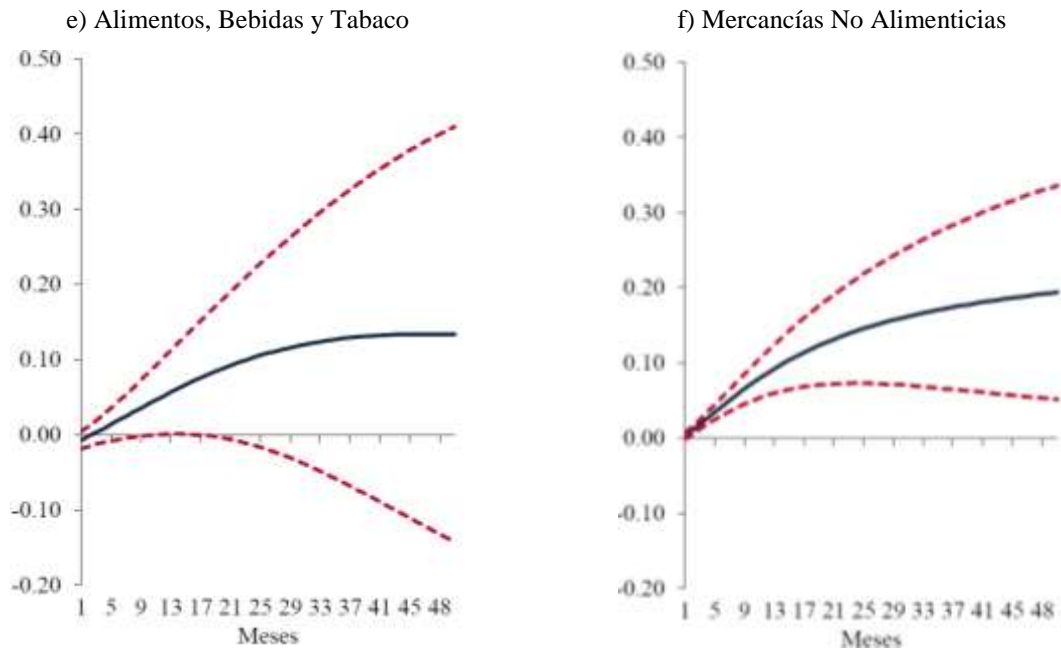 e) Alimentos, Bebidas y Tabaco
0.50
0.40
0.30
0.20
0.10
0.00
-0.10
-0.20
1 5 9 13 17 21 25 29 33 37 41 45 48
Meses
f) Mercancías No Alimenticias
0.50
0.40
0.30
0.20
0.10
0.00
-0.10
-0.20
1 5 9 13 17 21 25 29 33 37 41 45 48
Meses